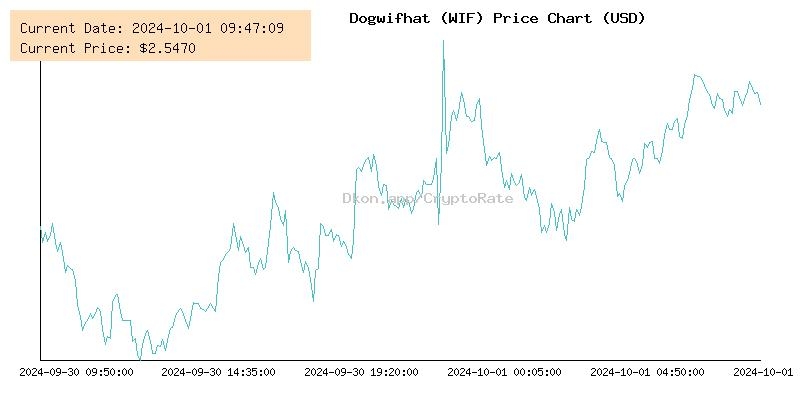 Dogwifhat (WIF) Price Chart (USD)
Current Date: 2024-10-01 09:47:09
Current Price: $2.5470
Dkon.app/CryptoRate
2024-09-30 09:50:00 2024-09-30 14:35:00 2024-09-30 19:20:00 2024-10-01 00:05:00 2024-10-01 04:50:00 2024-10-01